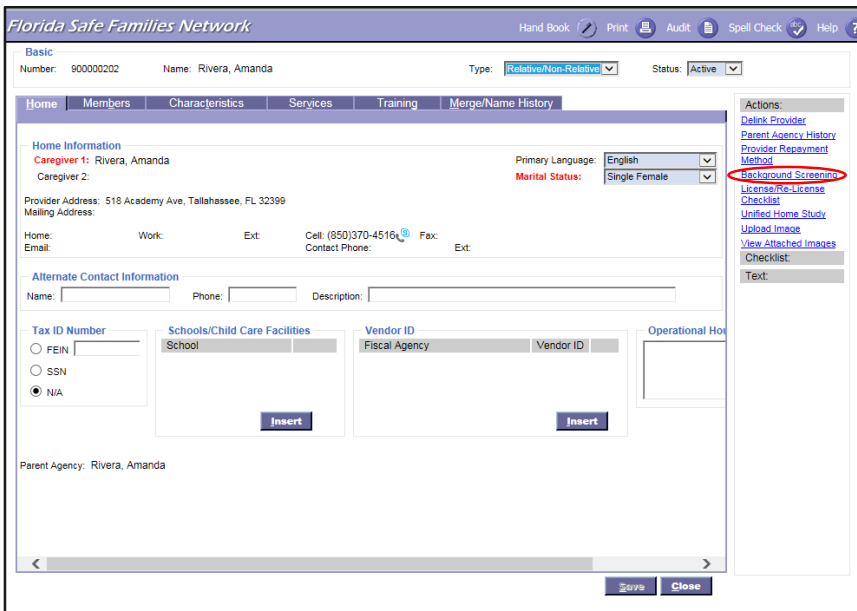 Florida Safe Families Network
Hand Book Print Audit Spell Check abc Help ?
Basic
Number: 900000202 Name: Rivera, Amanda Type: Relative/Non-Relative Status: Active
Home Members Characteristics Services Training Merge/Name History
Home Information
Caregiver 1: Rivera, Amanda Primary Language: English
Caregiver 2: Marital Status: Single Female
Provider Address: 518 Academy Ave, Tallahassee, FL 32399
Mailing Address:
Home: Work: Ext: Cell: (850)370-4516 Fax:
Email: Contact Phone: Ext:
Alternate Contact Information
Name: Phone: Description:
Tax ID Number
FEIN
SSN
N/A
Schools/Child Care Facilities
School
Insert
Vendor ID
Fiscal Agency Vendor ID
Insert
Operational Hou
Parent Agency: Rivera, Amanda
Save Close
Actions:
Delink Provider
Parent Agency History
Provider Repayment
Method
Background Screening
License/Re-License
Checklist
Unified Home Study
Upload Image
View Attached Images
Checklist:
Text: